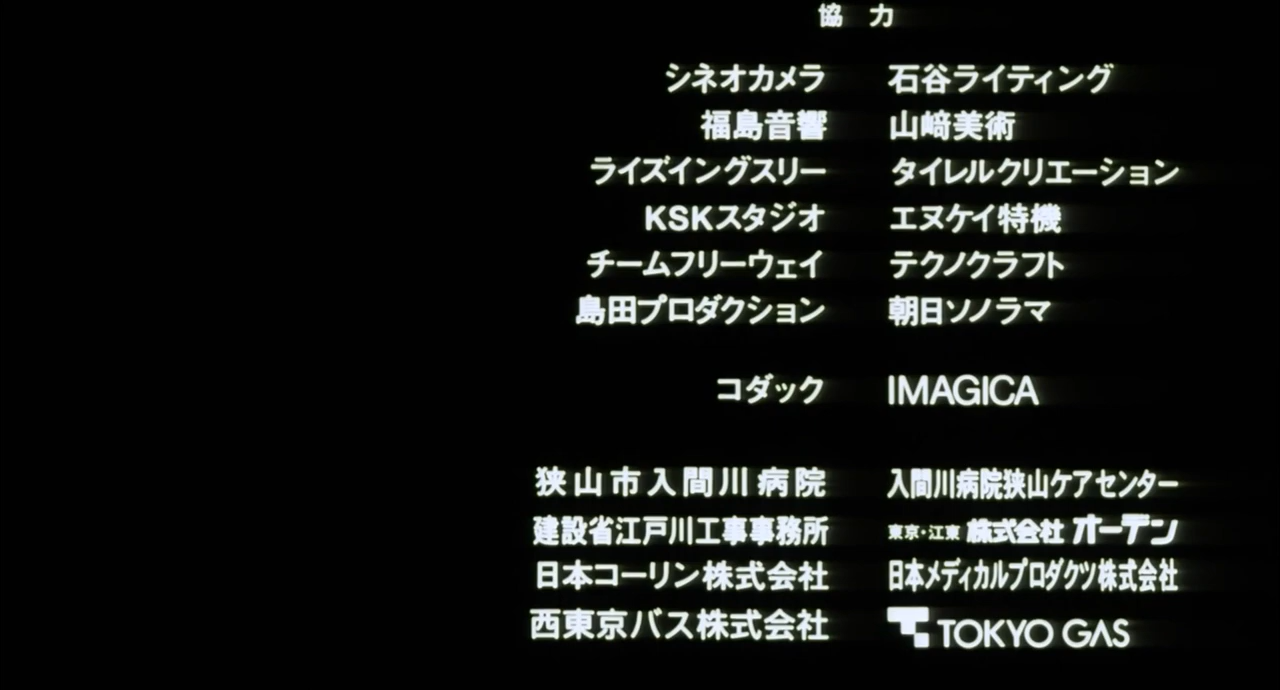 協 力
シネオカメラ 石谷ライティング
福島音響 山﨑美術
ライズイングスリー タイレルクリエーション
KSKスタジオ エヌケイ特機
チームフリーウェイ テクノクラフト
島田プロダクション 朝日ソノラマ
コダック IMAGICA
狭山市入間川病院 入間川病院狭山ケアセンター
建設省江戸川工事事務所 東京・江東 株式会社 オーデン
日本コーリン株式会社 日本メディカルプロダクツ株式会社
西東京バス株式会社 TOKYO GAS